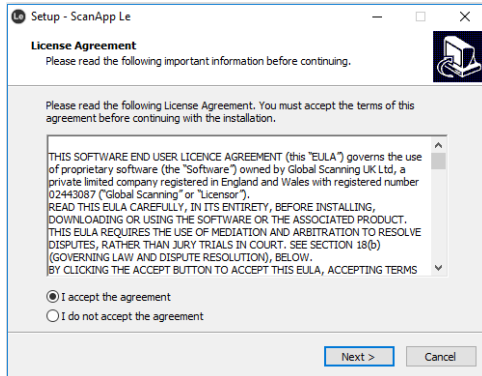 Le Setup - ScanApp Le
License Agreement
Please read the following important information before continuing.
Please read the following License Agreement. You must accept the terms of this
agreement before continuing with the installation.
THIS SOFTWARE END USER LICENCE AGREEMENT (this "EULA") governs the use
of proprietary software (the "Software") owned by Global Scanning UK Ltd, a
private limited company registered in England and Wales with registered number
02443087 ("Global Scanning" or "Licensor").
READ THIS EULA CAREFULLY, IN ITS ENTIRETY, BEFORE INSTALLING,
DOWNLOADING OR USING THE SOFTWARE OR THE ASSOCIATED PRODUCT.
THIS EULA REQUIRES THE USE OF MEDIATION AND ARBITRATION TO RESOLVE
DISPUTES, RATHER THAN JURY TRIALS IN COURT. SEE SECTION 18(b)
(GOVERNING LAW AND DISPUTE RESOLUTION), BELOW.
BY CLICKING THE ACCEPT BUTTON TO ACCEPT THIS EULA, ACCEPTING TERMS
I accept the agreement
I do not accept the agreement
Next > Cancel